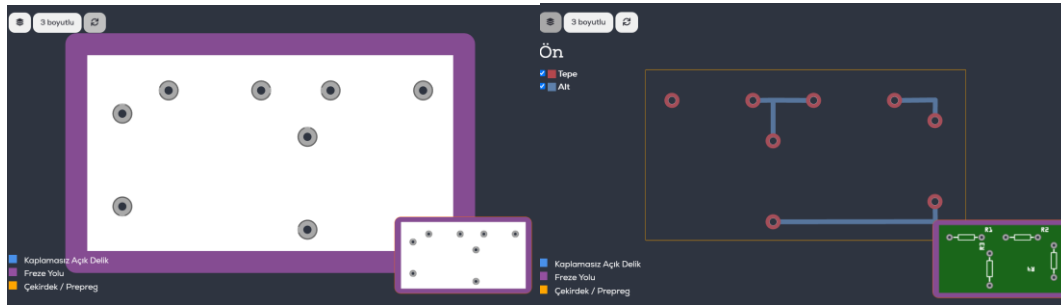 3 boyutlu
Kaplamasız Açık Delik
Freze Yolu
Çekirdek / Prepreg
3 boyutlu
Ön
Tepe
Alt
Kaplamasız Açık Delik
Freze Yolu
Çekirdek / Prepreg
R1
R2